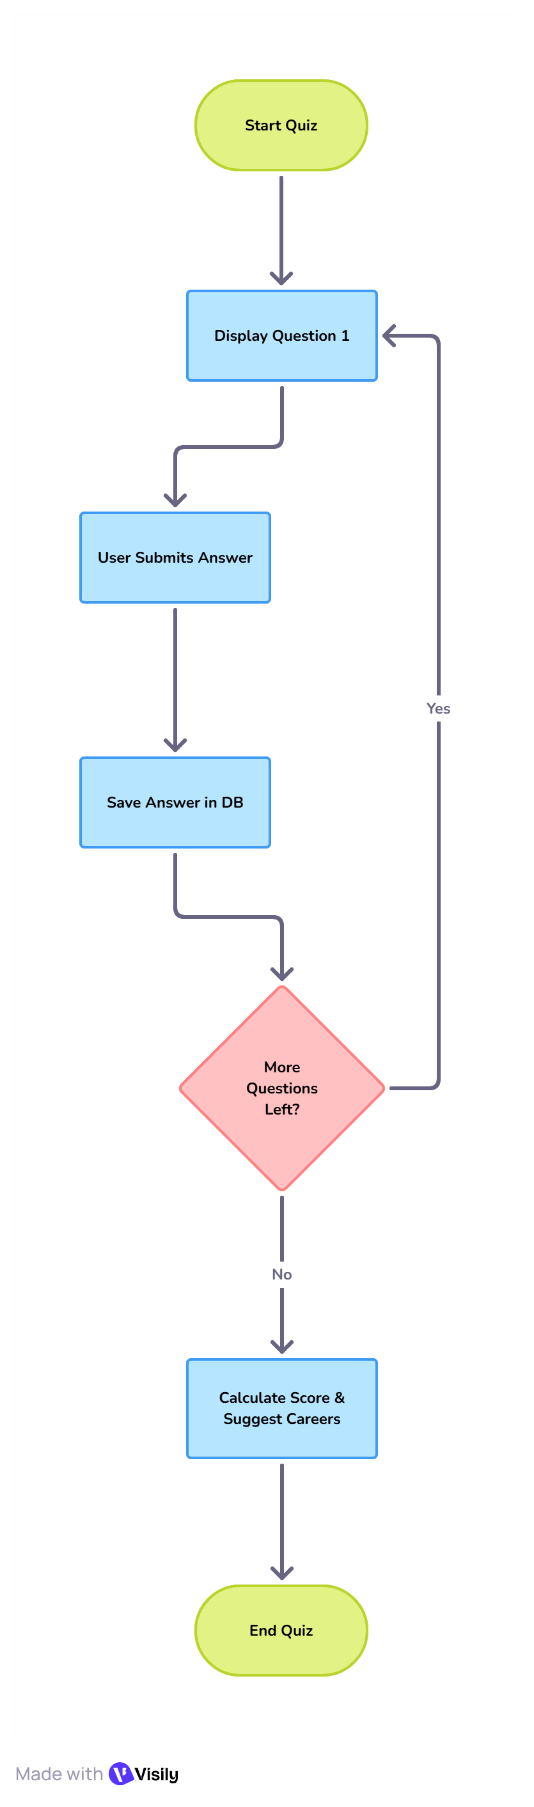 Start Quiz
Display Question 1
User Submits Answer
Yes
Save Answer in DB
More
Questions
Left?
No
Calculate Score &
Suggest Careers
End Quiz
Made with Visily